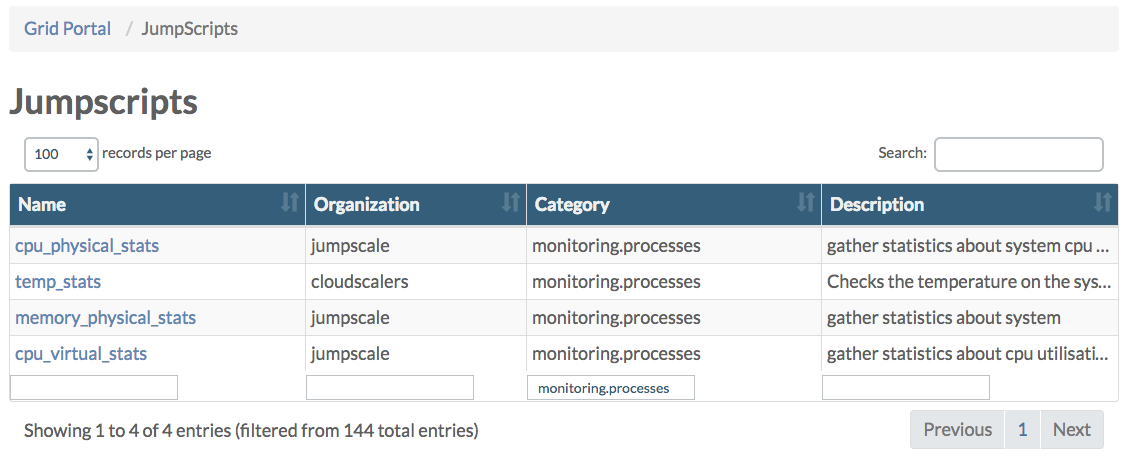 Grid Portal / JumpScripts
Jumpscripts
100 records per page Search:
Name Organization Category Description
cpu_physical_stats jumpscale monitoring.processes gather statistics about system cpu ...
temp_stats cloudscalers monitoring.processes Checks the temperature on the sys...
memory_physical_stats jumpscale monitoring.processes gather statistics about system
cpu_virtual_stats jumpscale monitoring.processes gather statistics about cpu utilisati...
monitoring.processes
Showing 1 to 4 of 4 entries (filtered from 144 total entries) Previous 1 Next